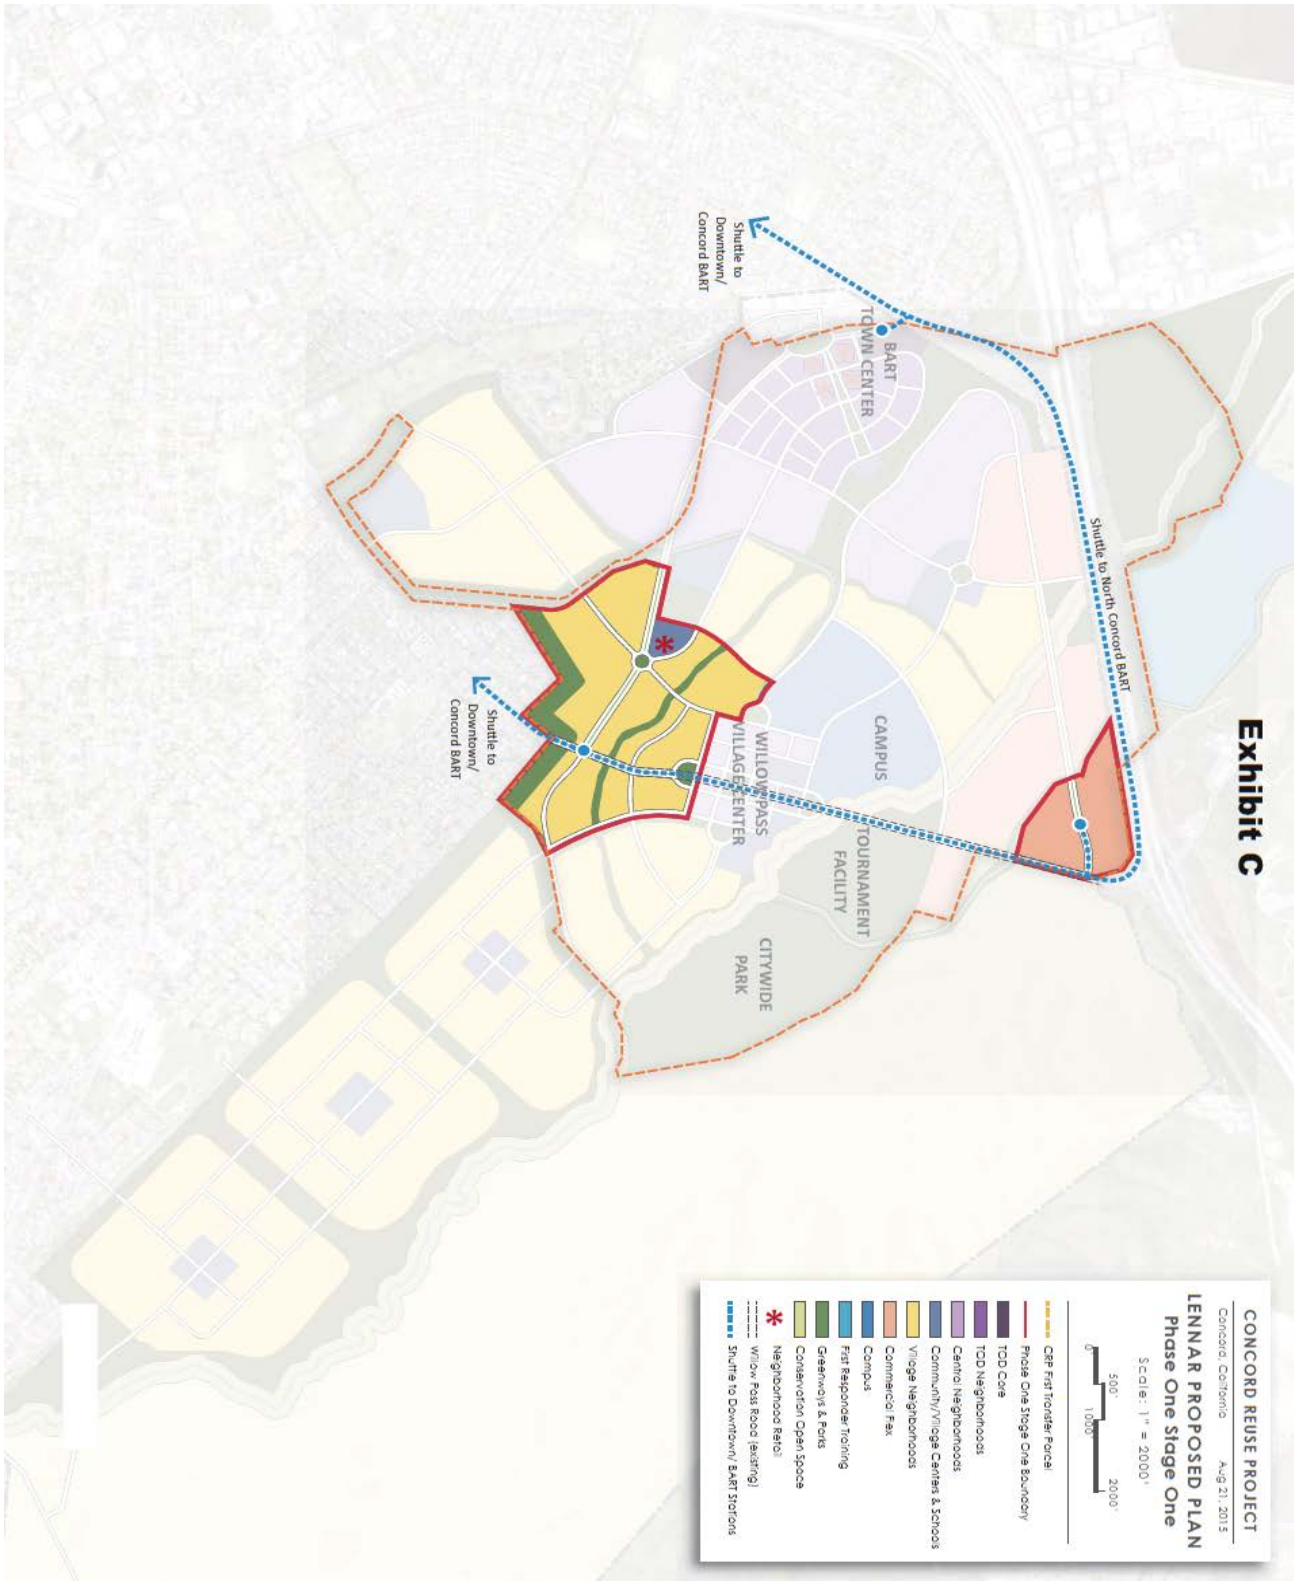 Exhibit C
CONCORD REUSE PROJECT
Concord, California Aug 21, 2015
LENNAR PROPOSED PLAN
Phase One Stage One
Scale: 1" = 2000'
0 500' 1000' 2000'
CRP First Transfer Parcel
Phase One Stage One Boundary
TOD Core
TOD Neighborhoods
Central Neighborhoods
Community/Village Centers & Schools
Village Neighborhoods
Commercial Flex
Campus
First Responder Training
Greenways & Parks
Conservation Open Space
Neighborhood Retail
Willow Pass Road (existing)
Shuttle to Downtown/ BART Stations
Shuttle to North Concord BART
BART
TOWN CENTER
CAMPUS
TOURNAMENT
FACILITY
WILLOW PASS
VILLAGE CENTER
CITYWIDE
PARK
Shuttle to
Downtown/
Concord BART
Shuttle to
Downtown/
Concord BART